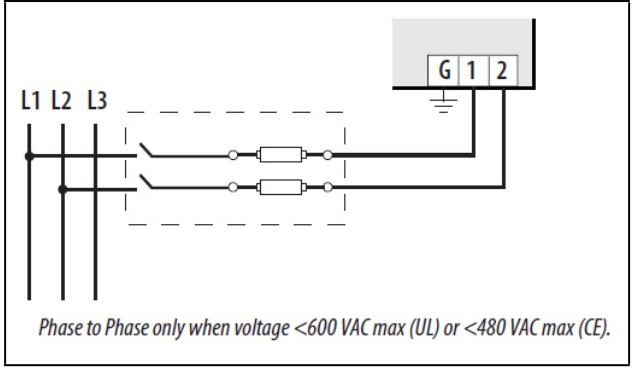 G 1 2
L1 L2 L3
Phase to Phase only when voltage <600 VAC max (UL) or <480 VAC max (CE).